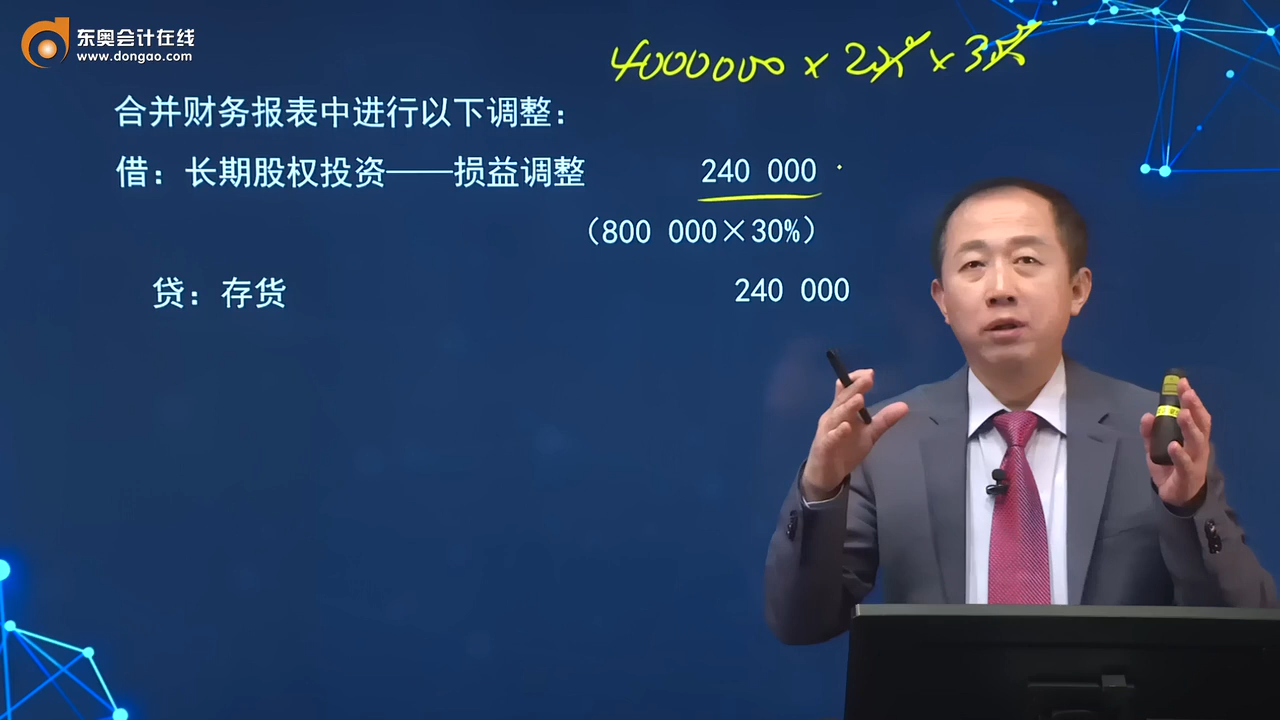 东奥会计在线
www.dongao.com
4000000 × 20% × 30%
合并财务报表中进行以下调整：
借：长期股权投资——损益调整 240 000
（800 000×30%）
贷：存货 240 000